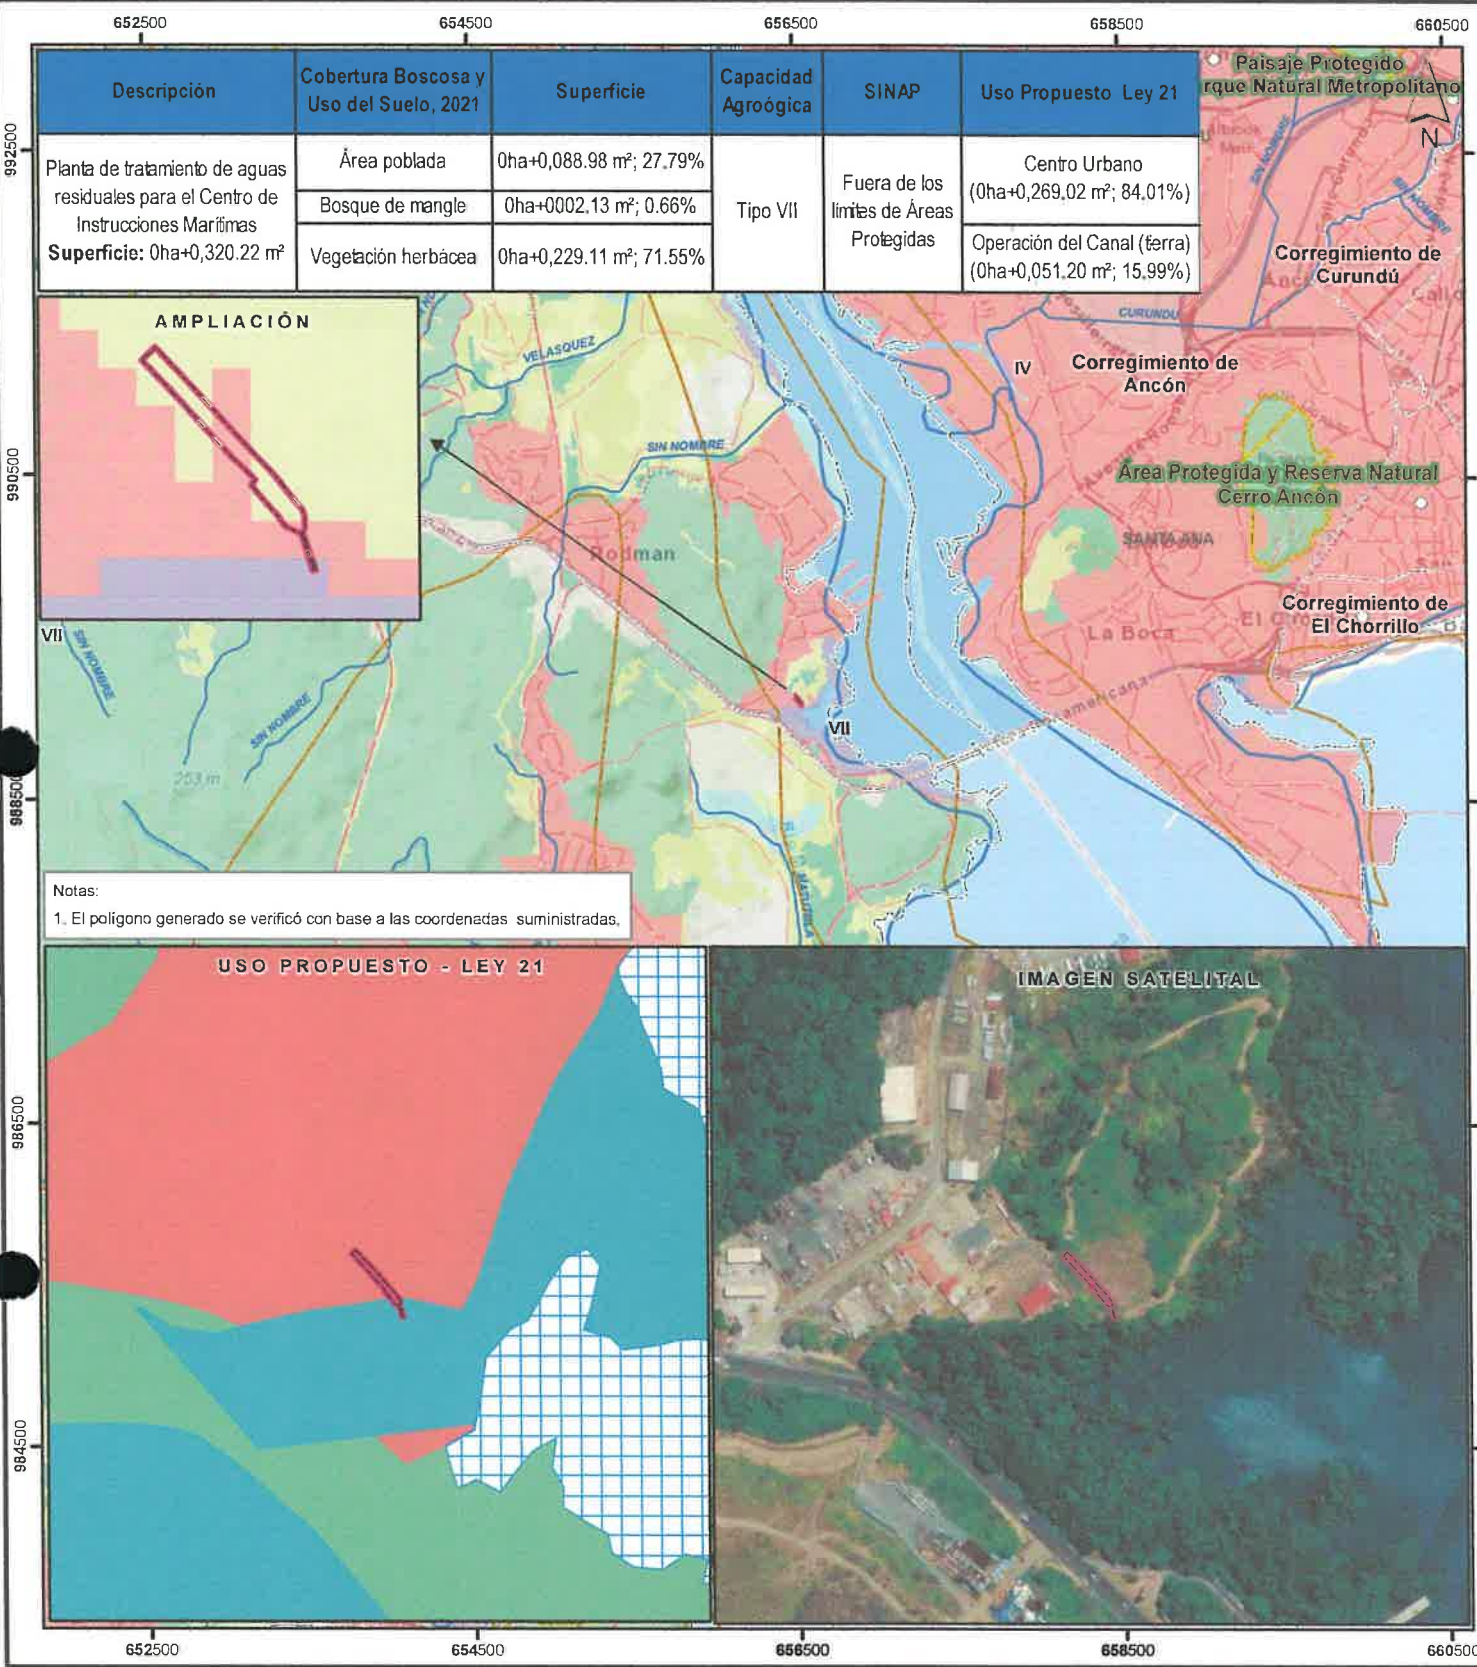 652500 654500 656500 658500 660500
Descripción
Cobertura Boscosa y
Uso del Suelo, 2021
Superficie
Capacidad
Agroógica
SINAP
Uso Propuesto Ley 21
Planta de tratamiento de aguas
residuales para el Centro de
Instrucciones Marítimas
Superficie: 0ha+0,320.22 m²
Área poblada
0ha+0,088.98 m²; 27.79%
Bosque de mangle
0ha+0002.13 m²; 0.66%
Vegetación herbácea
0ha+0,229.11 m²; 71.55%
Tipo VII
Fuera de los
límites de Áreas
Protegidas
Centro Urbano
(0ha+0,269.02 m²; 84.01%)
Operación del Canal (tierra)
(0ha+0,051.20 m²; 15.99%)
Paisaje Protegido
rque Natural Metropolitano
N
SIN NOMBRE
SIN NOMBRE
Corregimiento de
Curundú
CURUNDU
IV
Corregimiento de
Ancón
Área Protegida y Reserva Natural
Cerro Ancón
SANTA ANA
Corregimiento de
El Chorrillo
La Boca
AMPLIACIÓN
VELASQUEZ
SIN NOMBRE
Rodman
VII
SIN NOMBRE
SIN NOMBRE
253 m
VII
992500
990500
988500
986500
984500
Notas:
1. El polígono generado se verificó con base a las coordenadas suministradas.
USO PROPUESTO - LEY 21
IMAGEN SATELITAL
652500 654500 656500 658500 660500